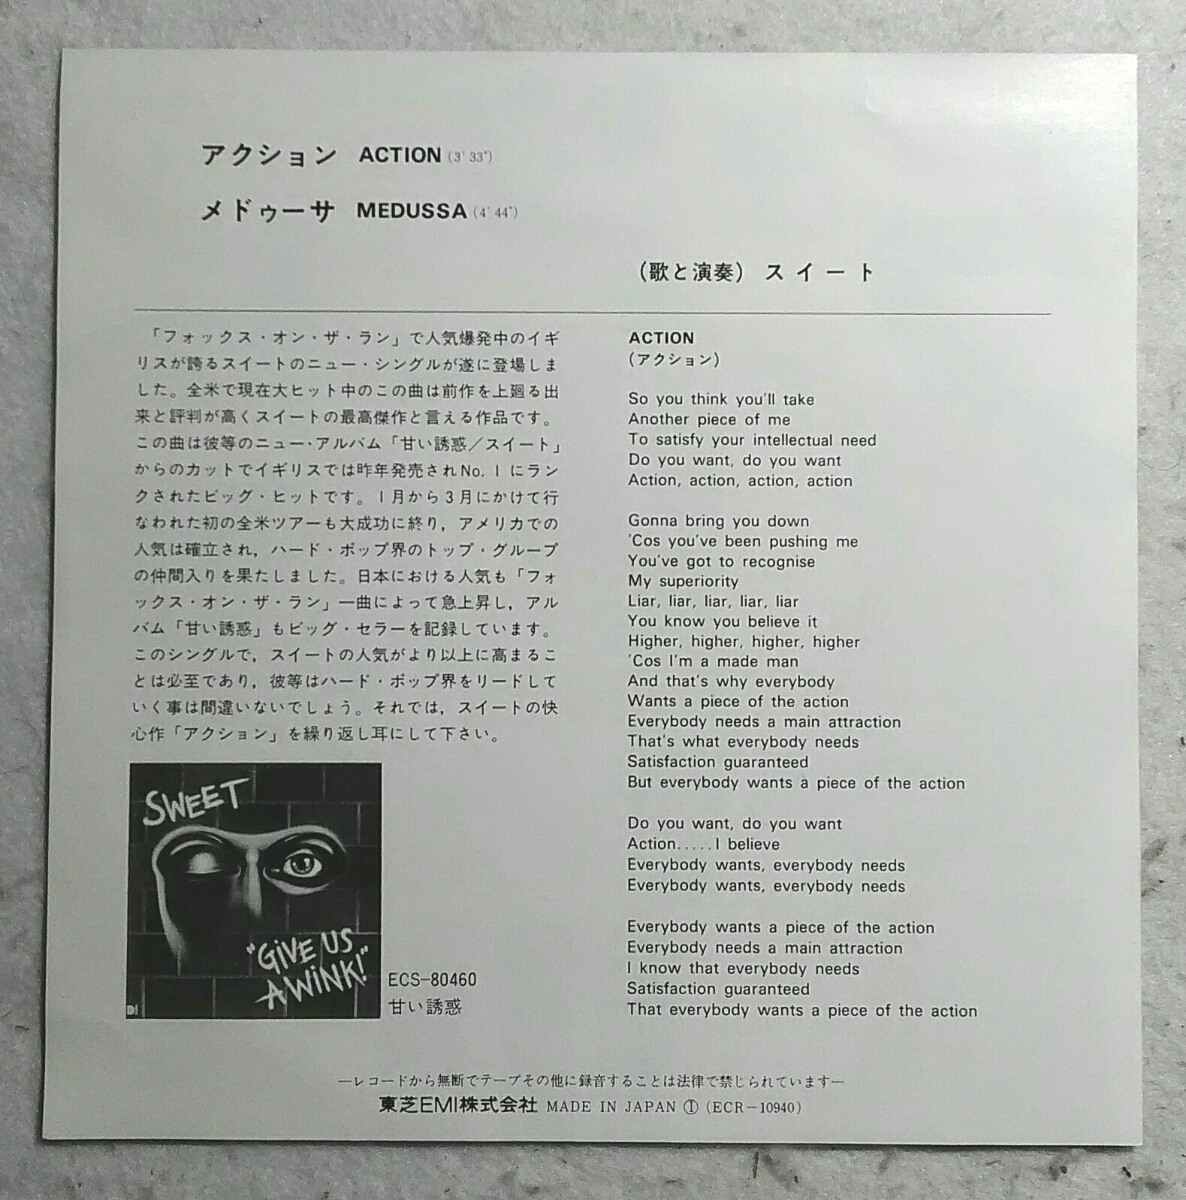 アクション ACTION (3'33")
メドゥーサ MEDUSSA (4'44")
(歌と演奏) スイート
「フォックス・オン・ザ・ラン」で人気爆発中のイギ
リスが誇るスイートのニュー・シングルが遂に登場しま
した。全米で現在大ヒット中のこの曲は前作を上廻る出
来と評判が高くスイートの最高傑作と言える作品です。
この曲は彼等のニュー・アルバム「甘い誘惑／スイート」
からのカットでイギリスでは昨年発売されNo.1にラン
クされたビッグ・ヒットです。1月から3月にかけて行
なわれた初の全米ツアーも大成功に終り，アメリカでの
人気は確立され，ハード・ポップ界のトップ・グループ
の仲間入りを果たしました。日本における人気も「フォ
ックス・オン・ザ・ラン」一曲によって急上昇し，アル
バム「甘い誘惑」もビッグ・セラーを記録しています。
このシングルで，スイートの人気がより以上に高まるこ
とは必至であり，彼等はハード・ポップ界をリードして
いく事は間違いないでしょう。それでは，スイートの快
心作「アクション」を繰り返し耳にして下さい。
SWEET
"GIVE US
A WINK!"
ECS-80460
甘い誘惑
ACTION
(アクション)
So you think you'll take
Another piece of me
To satisfy your intellectual need
Do you want, do you want
Action, action, action, action
Gonna bring you down
'Cos you've been pushing me
You've got to recognise
My superiority
Liar, liar, liar, liar, liar
You know you believe it
Higher, higher, higher, higher
'Cos I'm a made man
And that's why everybody
Wants a piece of the action
Everybody needs a main attraction
That's what everybody needs
Satisfaction guaranteed
But everybody wants a piece of the action
Do you want, do you want
Action.....I believe
Everybody wants, everybody needs
Everybody wants, everybody needs
Everybody wants a piece of the action
Everybody needs a main attraction
I know that everybody needs
Satisfaction guaranteed
That everybody wants a piece of the action
—レコードから無断でテープその他に録音することは法律で禁じられています—
東芝EMI株式会社 MADE IN JAPAN Ⓘ (ECR-10940)